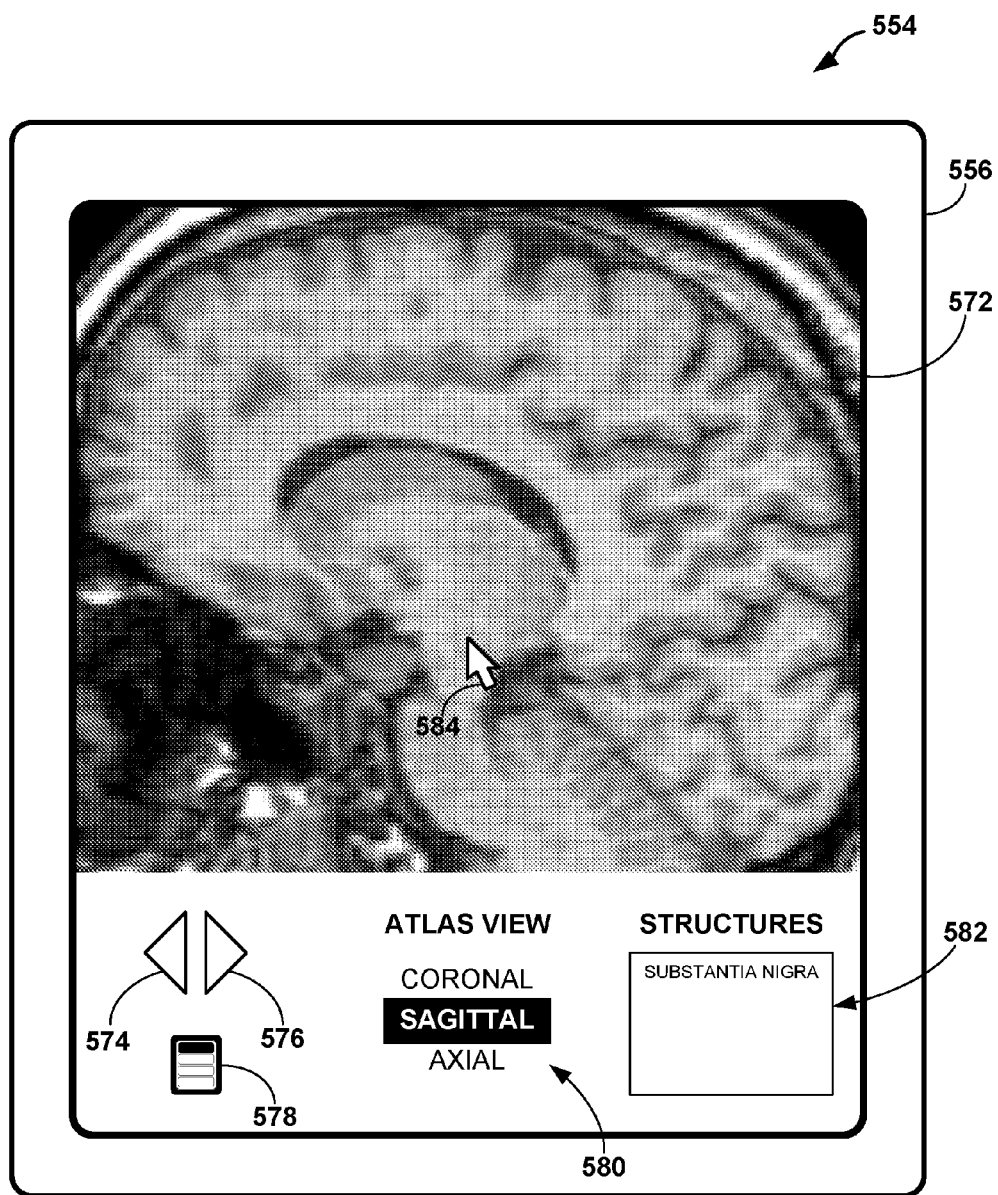 554
556
572
584
ATLAS VIEW
STRUCTURES
582
CORONAL
SUBSTANTIA NIGRA
SAGITTAL
574
576
AXIAL
578
580